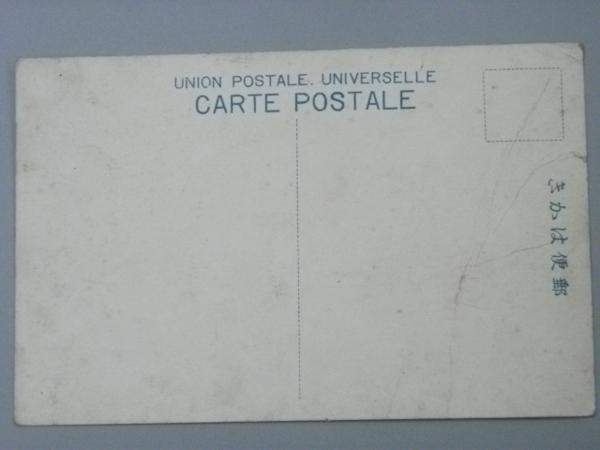 UNION POSTALE. UNIVERSELLE
CARTE POSTALE
郵便はかき